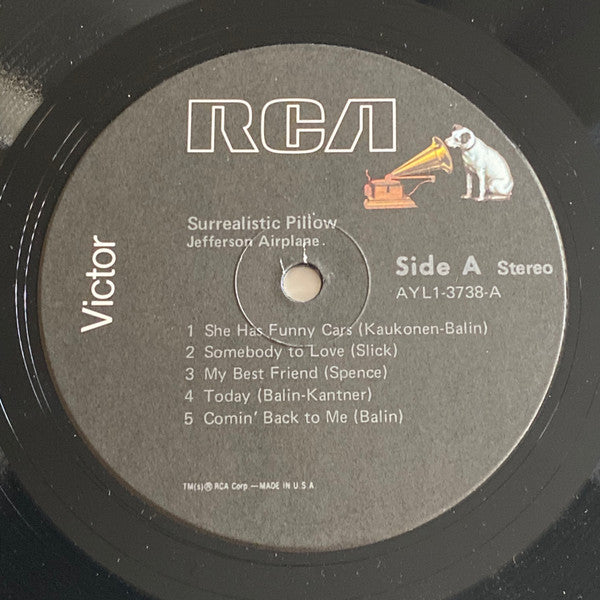 RCA
Victor
Surrealistic Pillow
Jefferson Airplane.
Side A Stereo
AYL1-3738-A
1 She Has Funny Cars (Kaukonen-Balin)
2 Somebody to Love (Slick)
3 My Best Friend (Spence)
4 Today (Balin-Kantner)
5 Comin' Back to Me (Balin)
TM(s)® RCA Corp.—MADE IN U.S.A.